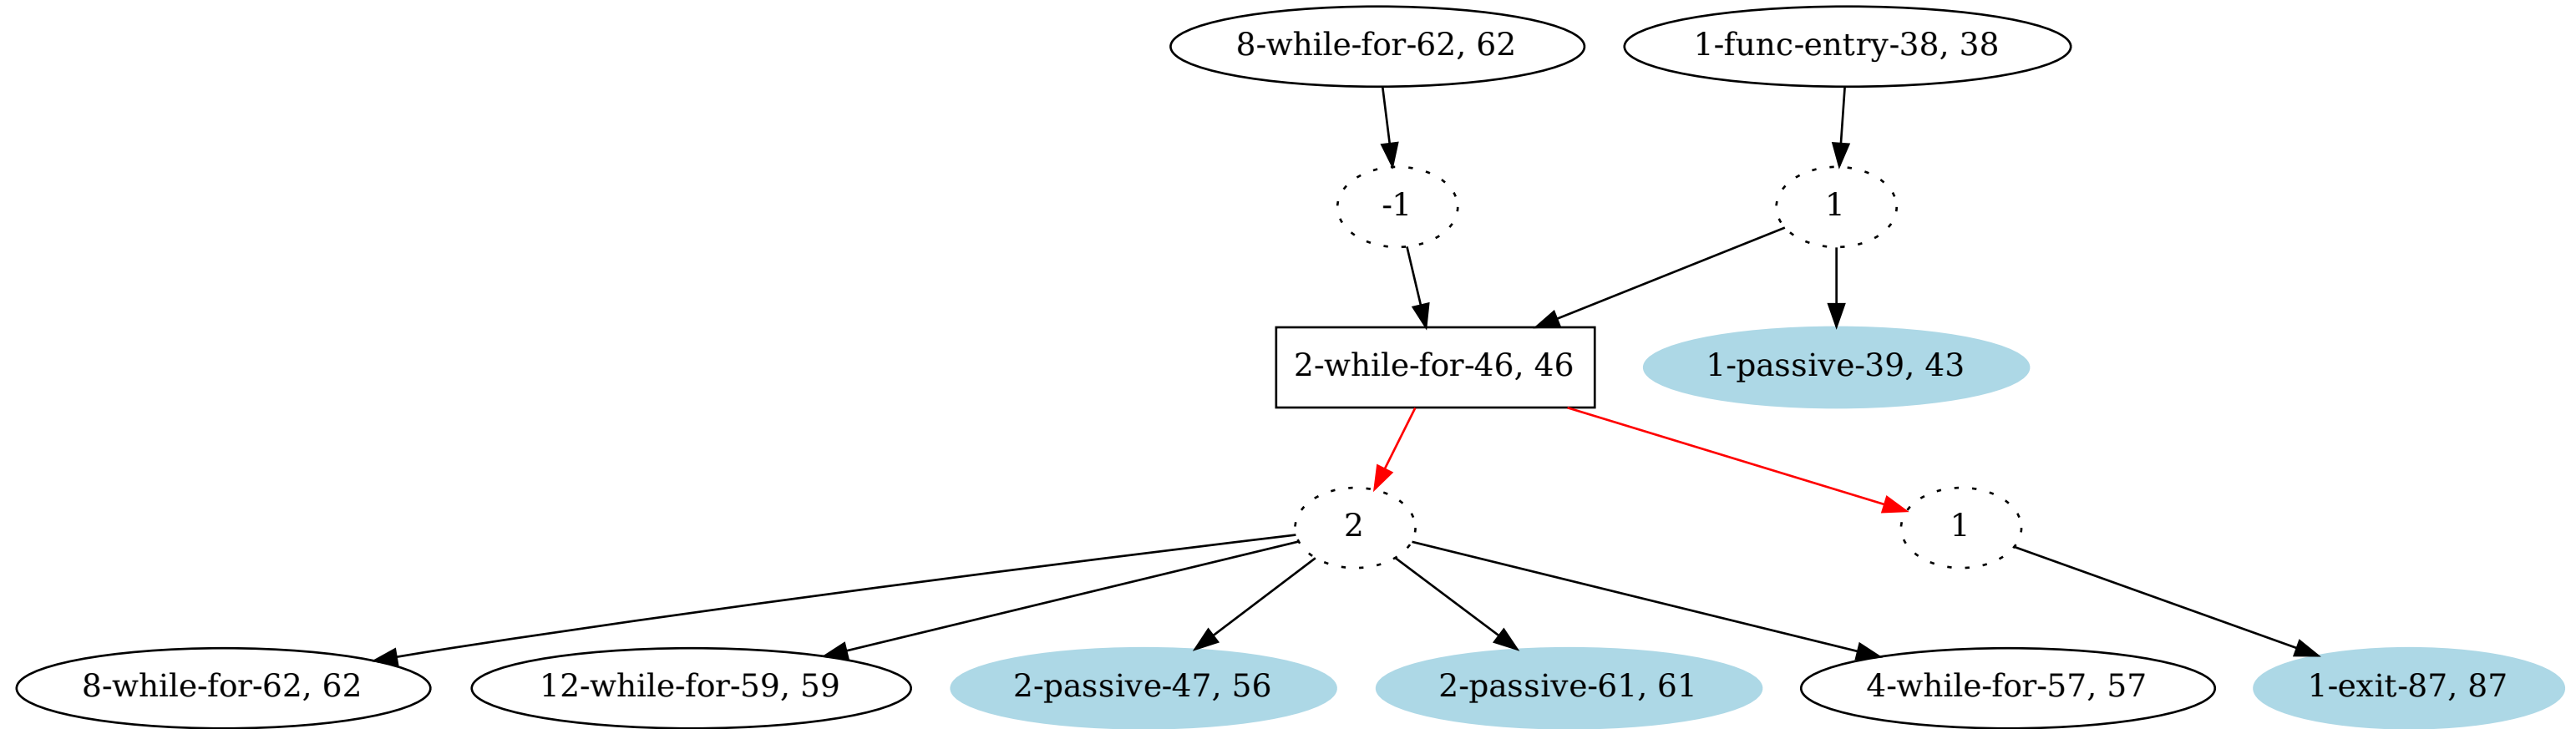 8-while-for-62, 62
1-func-entry-38, 38
-1
1
2-while-for-46, 46
1-passive-39, 43
2
1
8-while-for-62, 62
12-while-for-59, 59
2-passive-47, 56
2-passive-61, 61
4-while-for-57, 57
1-exit-87, 87